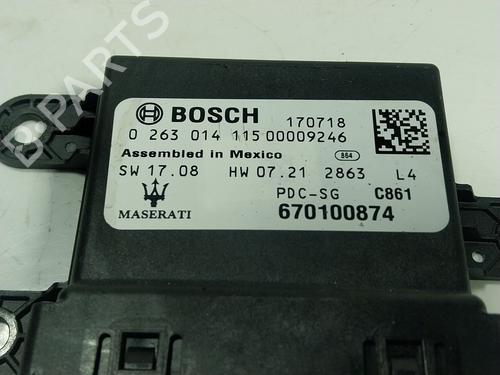 B PARTS
BOSCH 170718
0 263 014 115 00009246
Assembled in Mexico 864
SW 17.08 HW 07.21 2863 L4
PDC-SG C861
MASERATI 670100874